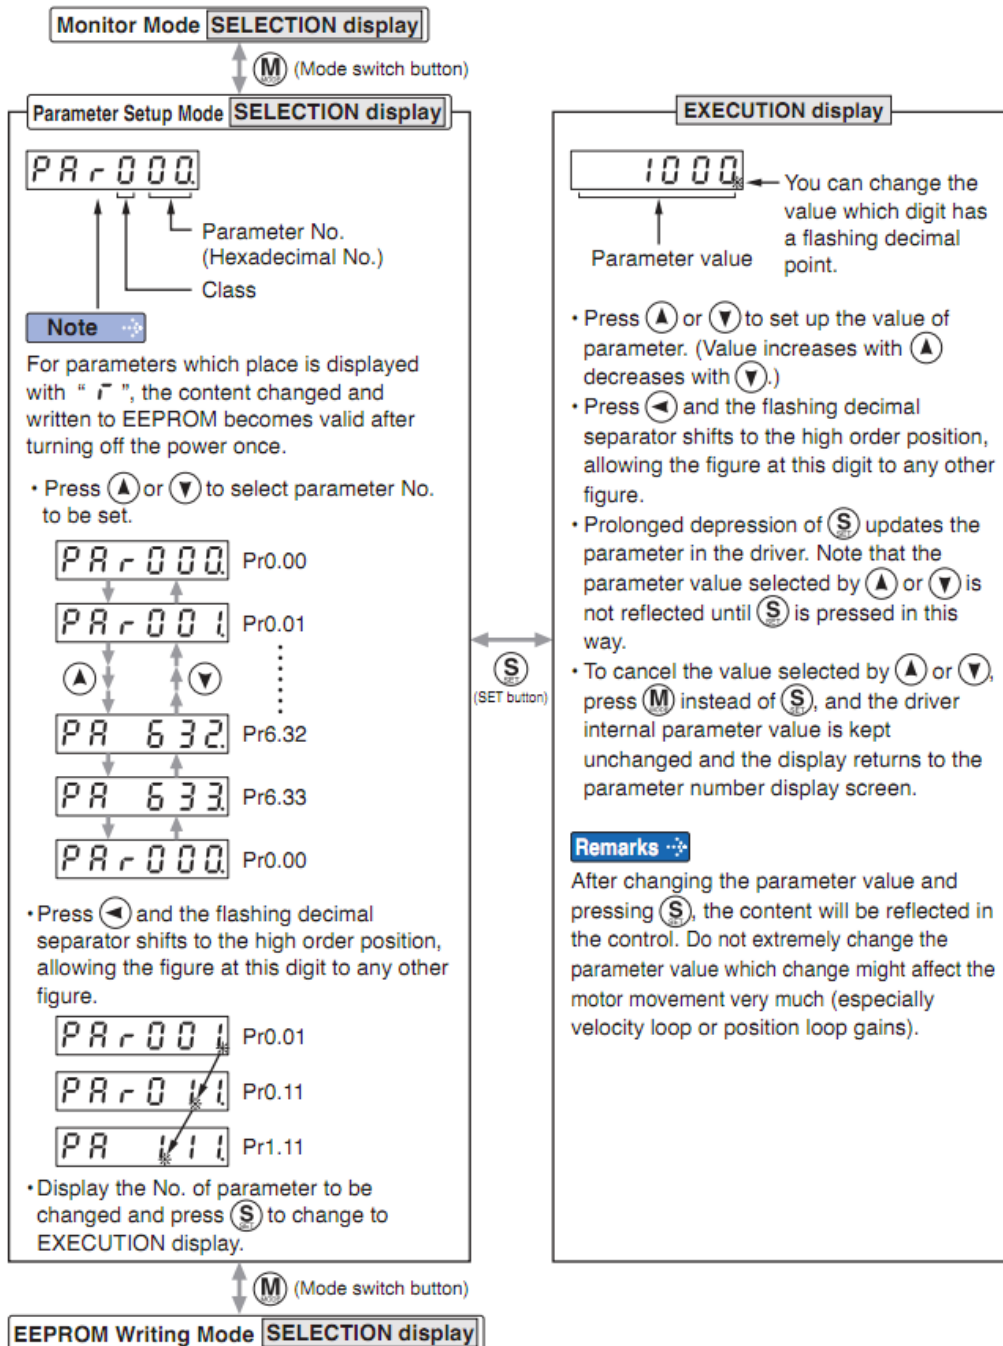 Monitor Mode SELECTION display
M MODE (Mode switch button)
Parameter Setup Mode SELECTION display
PAr000.
Parameter No.
(Hexadecimal No.)
Class
Note
For parameters which place is displayed
with “ r ”, the content changed and
written to EEPROM becomes valid after
turning off the power once.
• Press ▲ or ▼ to select parameter No.
to be set.
PAr000. Pr0.00
PAr001. Pr0.01
▲ ▼
PA 632. Pr6.32
PA 633. Pr6.33
PAr000. Pr0.00
• Press ◀ and the flashing decimal
separator shifts to the high order position,
allowing the figure at this digit to any other
figure.
PAr001. Pr0.01
PAr011. Pr0.11
PA 111. Pr1.11
• Display the No. of parameter to be
changed and press S SET to change to
EXECUTION display.
M MODE (Mode switch button)
EEPROM Writing Mode SELECTION display
S SET
(SET button)
EXECUTION display
1000.
You can change the
value which digit has
a flashing decimal
point.
Parameter value
• Press ▲ or ▼ to set up the value of
parameter. (Value increases with ▲
decreases with ▼.)
• Press ◀ and the flashing decimal
separator shifts to the high order position,
allowing the figure at this digit to any other
figure.
• Prolonged depression of S SET updates the
parameter in the driver. Note that the
parameter value selected by ▲ or ▼ is
not reflected until S SET is pressed in this
way.
• To cancel the value selected by ▲ or ▼,
press M MODE instead of S SET, and the driver
internal parameter value is kept
unchanged and the display returns to the
parameter number display screen.
Remarks
After changing the parameter value and
pressing S SET, the content will be reflected in
the control. Do not extremely change the
parameter value which change might affect the
motor movement very much (especially
velocity loop or position loop gains).